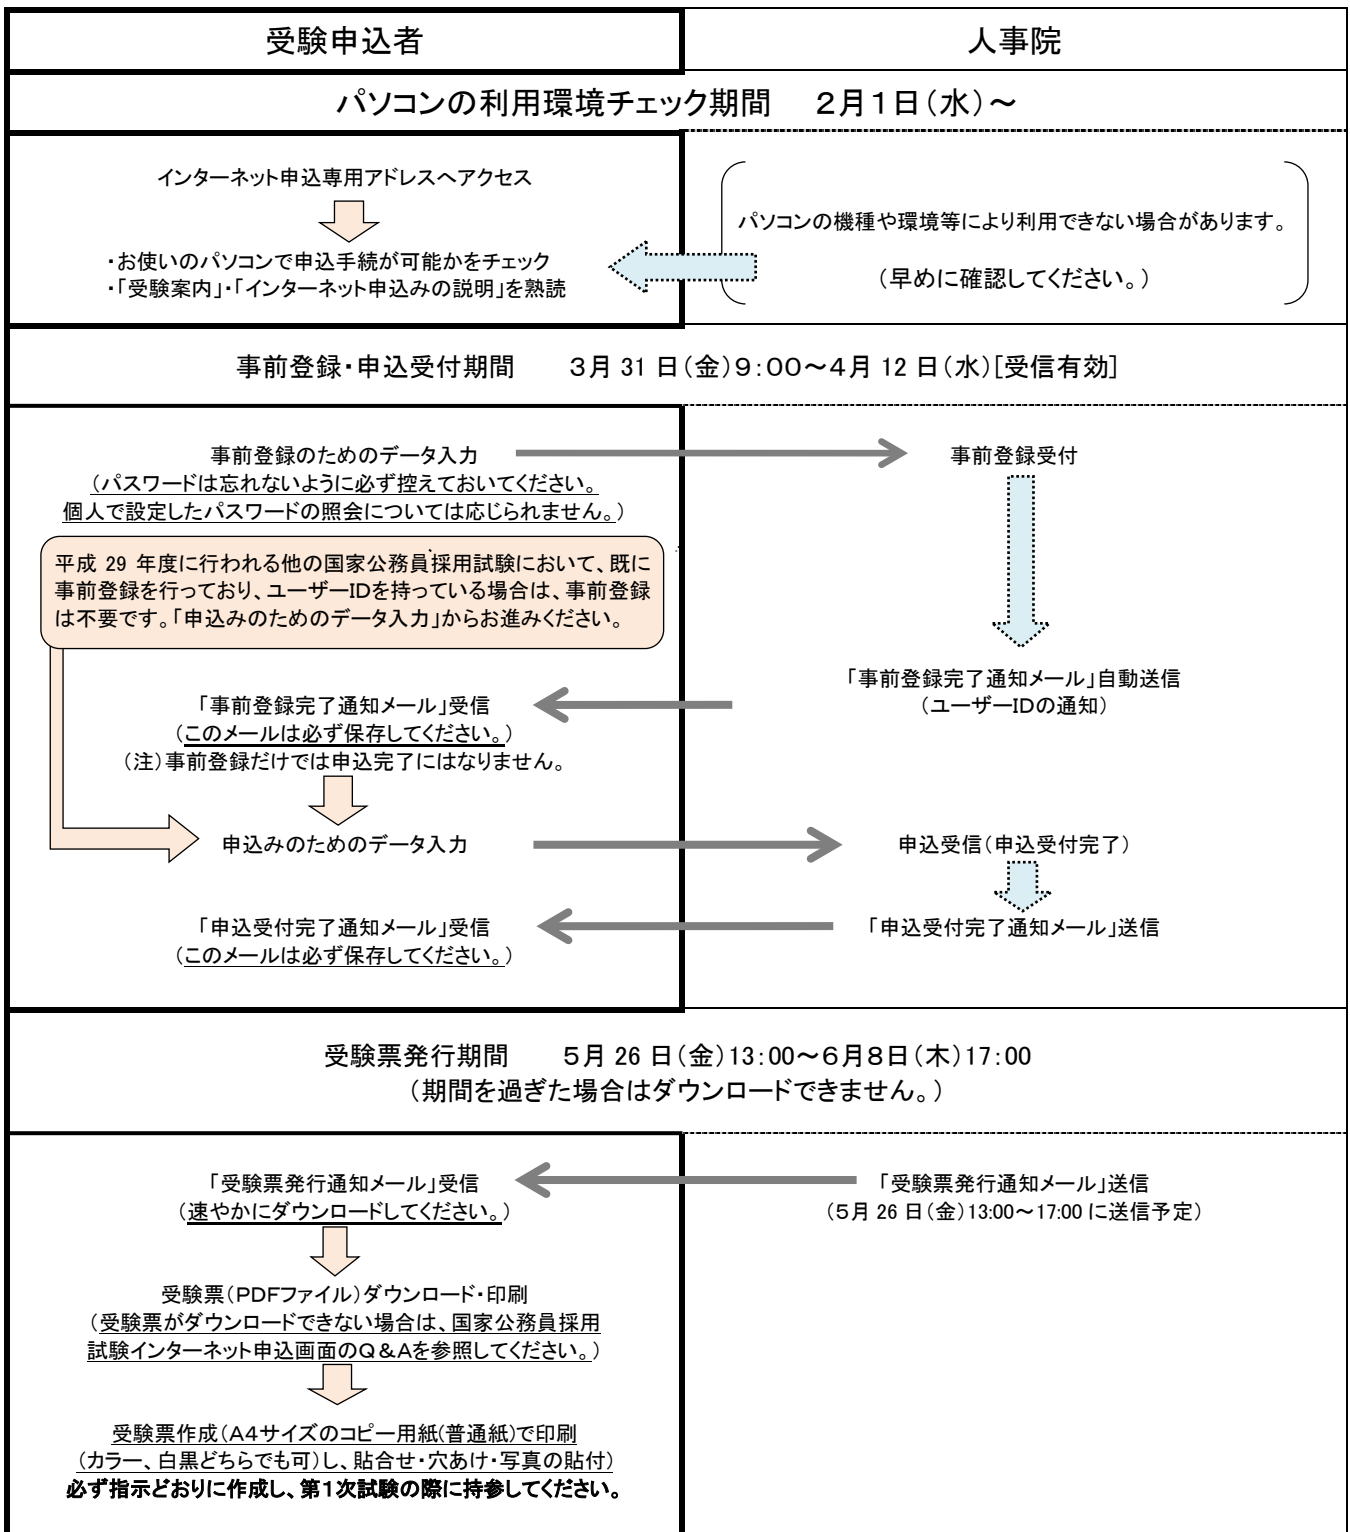 受験申込者
人事院
パソコンの利用環境チェック期間　２月１日（水）～
インターネット申込専用アドレスへアクセス
・お使いのパソコンで申込手続が可能かをチェック
・「受験案内」・「インターネット申込みの説明」を熟読
パソコンの機種や環境等により利用できない場合があります。
（早めに確認してください。）
事前登録・申込受付期間　３月 31 日（金）９：００～４月 12 日（水）[受信有効]
事前登録のためのデータ入力
（パスワードは忘れないように必ず控えておいてください。
個人で設定したパスワードの照会については応じられません。）
事前登録受付
平成 29 年度に行われる他の国家公務員採用試験において、既に
事前登録を行っており、ユーザーＩＤを持っている場合は、事前登録
は不要です。「申込みのためのデータ入力」からお進みください。
「事前登録完了通知メール」自動送信
（ユーザーＩＤの通知）
「事前登録完了通知メール」受信
（このメールは必ず保存してください。）
（注）事前登録だけでは申込完了にはなりません。
申込みのためのデータ入力
申込受信（申込受付完了）
「申込受付完了通知メール」受信
（このメールは必ず保存してください。）
「申込受付完了通知メール」送信
受験票発行期間　５月 26 日（金）13：00～６月８日（木）17：00
（期間を過ぎた場合はダウンロードできません。）
「受験票発行通知メール」受信
（速やかにダウンロードしてください。）
「受験票発行通知メール」送信
（５月 26 日（金）13:00～17:00 に送信予定）
受験票（ＰＤＦファイル）ダウンロード・印刷
（受験票がダウンロードできない場合は、国家公務員採用
試験インターネット申込画面のＱ＆Ａを参照してください。）
受験票作成（Ａ４サイズのコピー用紙(普通紙)で印刷
（カラー、白黒どちらでも可）し、貼合せ・穴あけ・写真の貼付）
必ず指示どおりに作成し、第１次試験の際に持参してください。